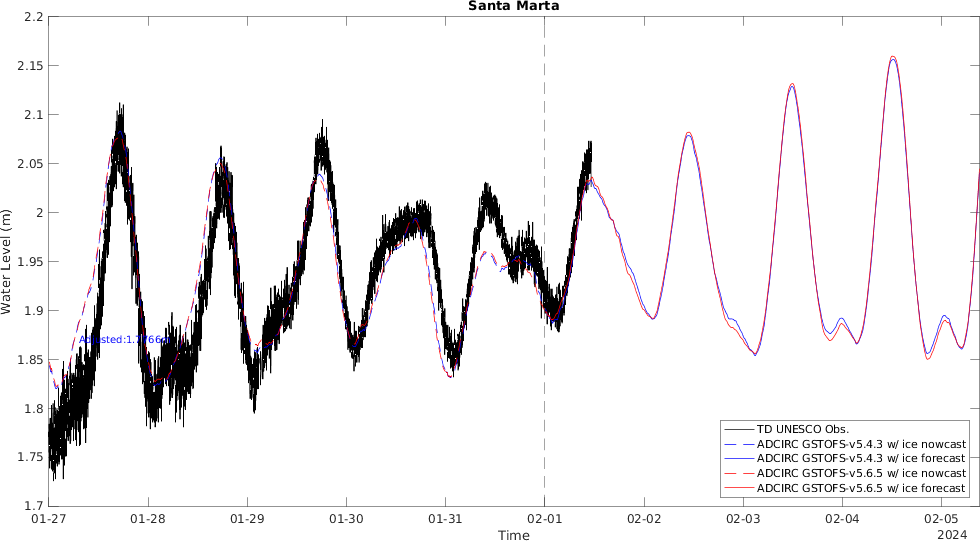 Santa Marta
2.2
2.15
2.1
2.05
2
1.95
1.9
1.85
1.8
1.75
1.7
Water Level (m)
TD UNESCO Obs.
ADCIRC GSTOFS-v5.4.3 w/ ice nowcast
ADCIRC GSTOFS-v5.4.3 w/ ice forecast
ADCIRC GSTOFS-v5.6.5 w/ ice nowcast
ADCIRC GSTOFS-v5.6.5 w/ ice forecast
01-27 01-28 01-29 01-30 01-31 02-01 02-02 02-03 02-04 02-05
Time
2024